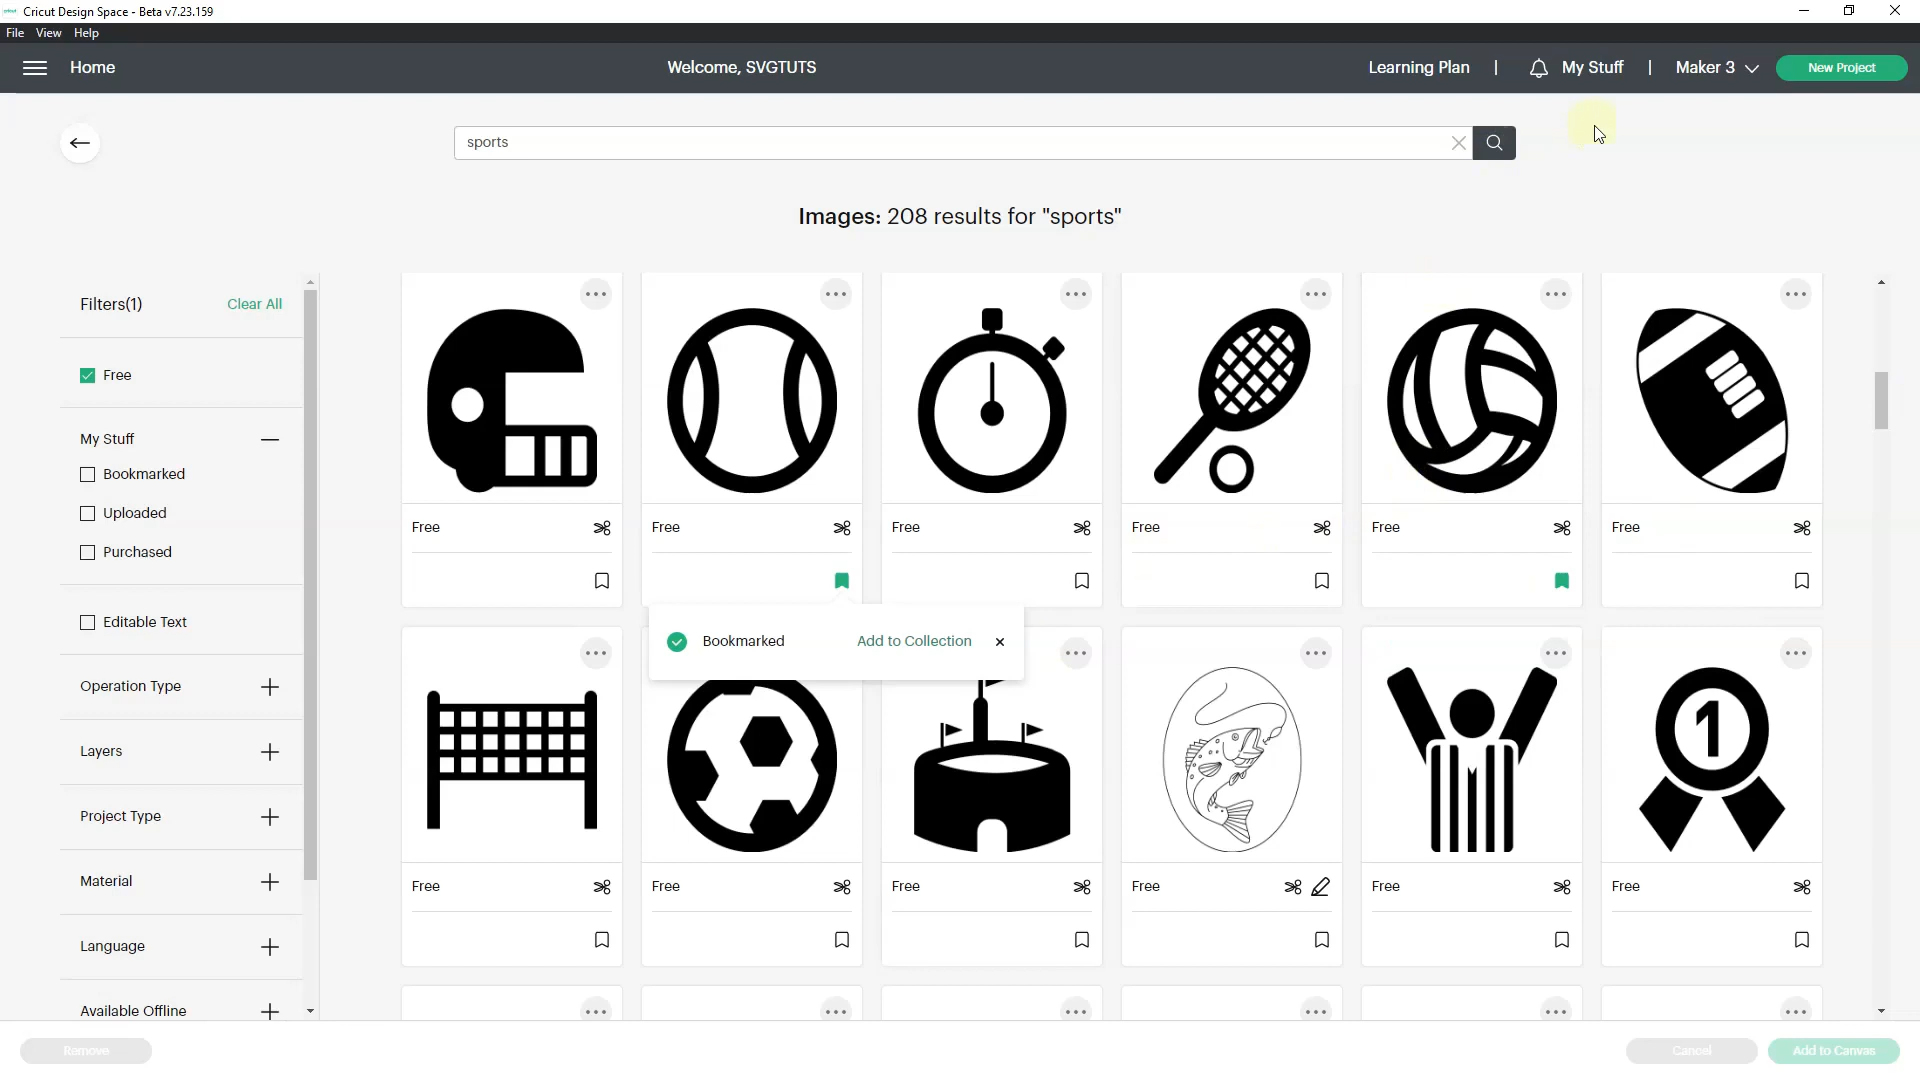 Cricut Design Space - Beta v7.23.159
File View Help
Home
Welcome, SVGTUTS
Learning Plan | My Stuff | Maker 3 New Project
sports
Images: 208 results for "sports"
Filters(1) Clear All
Free
My Stuff
Bookmarked
Uploaded
Purchased
Editable Text
Operation Type
Layers
Project Type
Material
Language
Available Offline
Free Free Free Free Free Free
Bookmarked Add to Collection
1
Free Free Free Free Free Free
Remove Cancel Add to Canvas